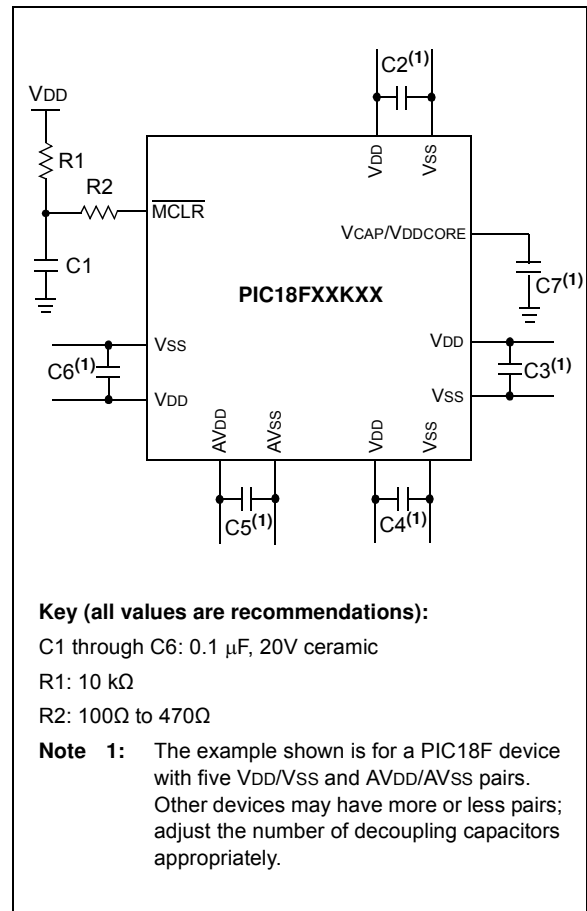 C2(1)
VDD
R1
R2
VDD
VSS
MCLR
VCAP/VDDCORE
C1
C7(1)
PIC18FXXKXX
VSS
VDD
C6(1)
C3(1)
VDD
VSS
AVDD
AVSS
VDD
VSS
C5(1)
C4(1)
Key (all values are recommendations):
C1 through C6: 0.1 μF, 20V ceramic
R1: 10 kΩ
R2: 100Ω to 470Ω
Note 1: The example shown is for a PIC18F device
with five VDD/VSS and AVDD/AVSS pairs.
Other devices may have more or less pairs;
adjust the number of decoupling capacitors
appropriately.